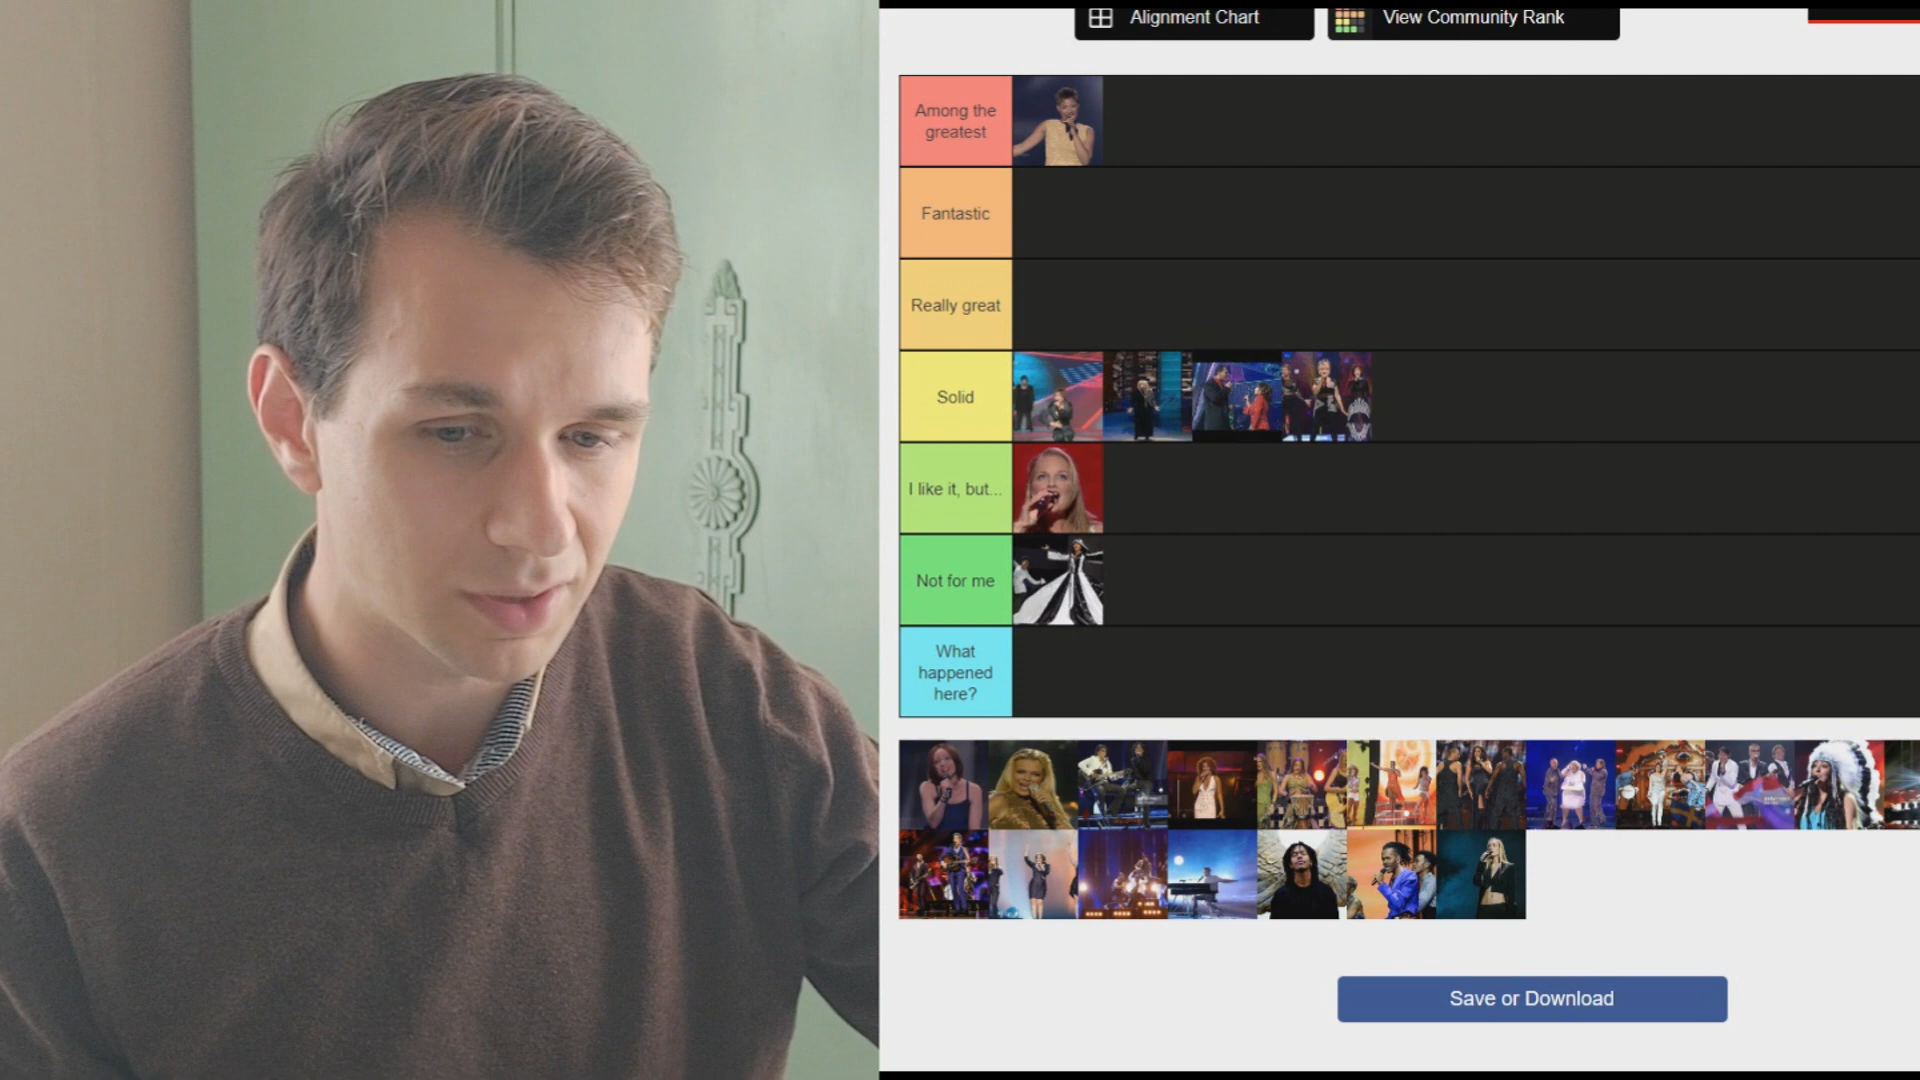 Alignment Chart
View Community Rank
Among the
greatest
Fantastic
Really great
Solid
I like it, but...
Not for me
What
happened
here?
Save or Download